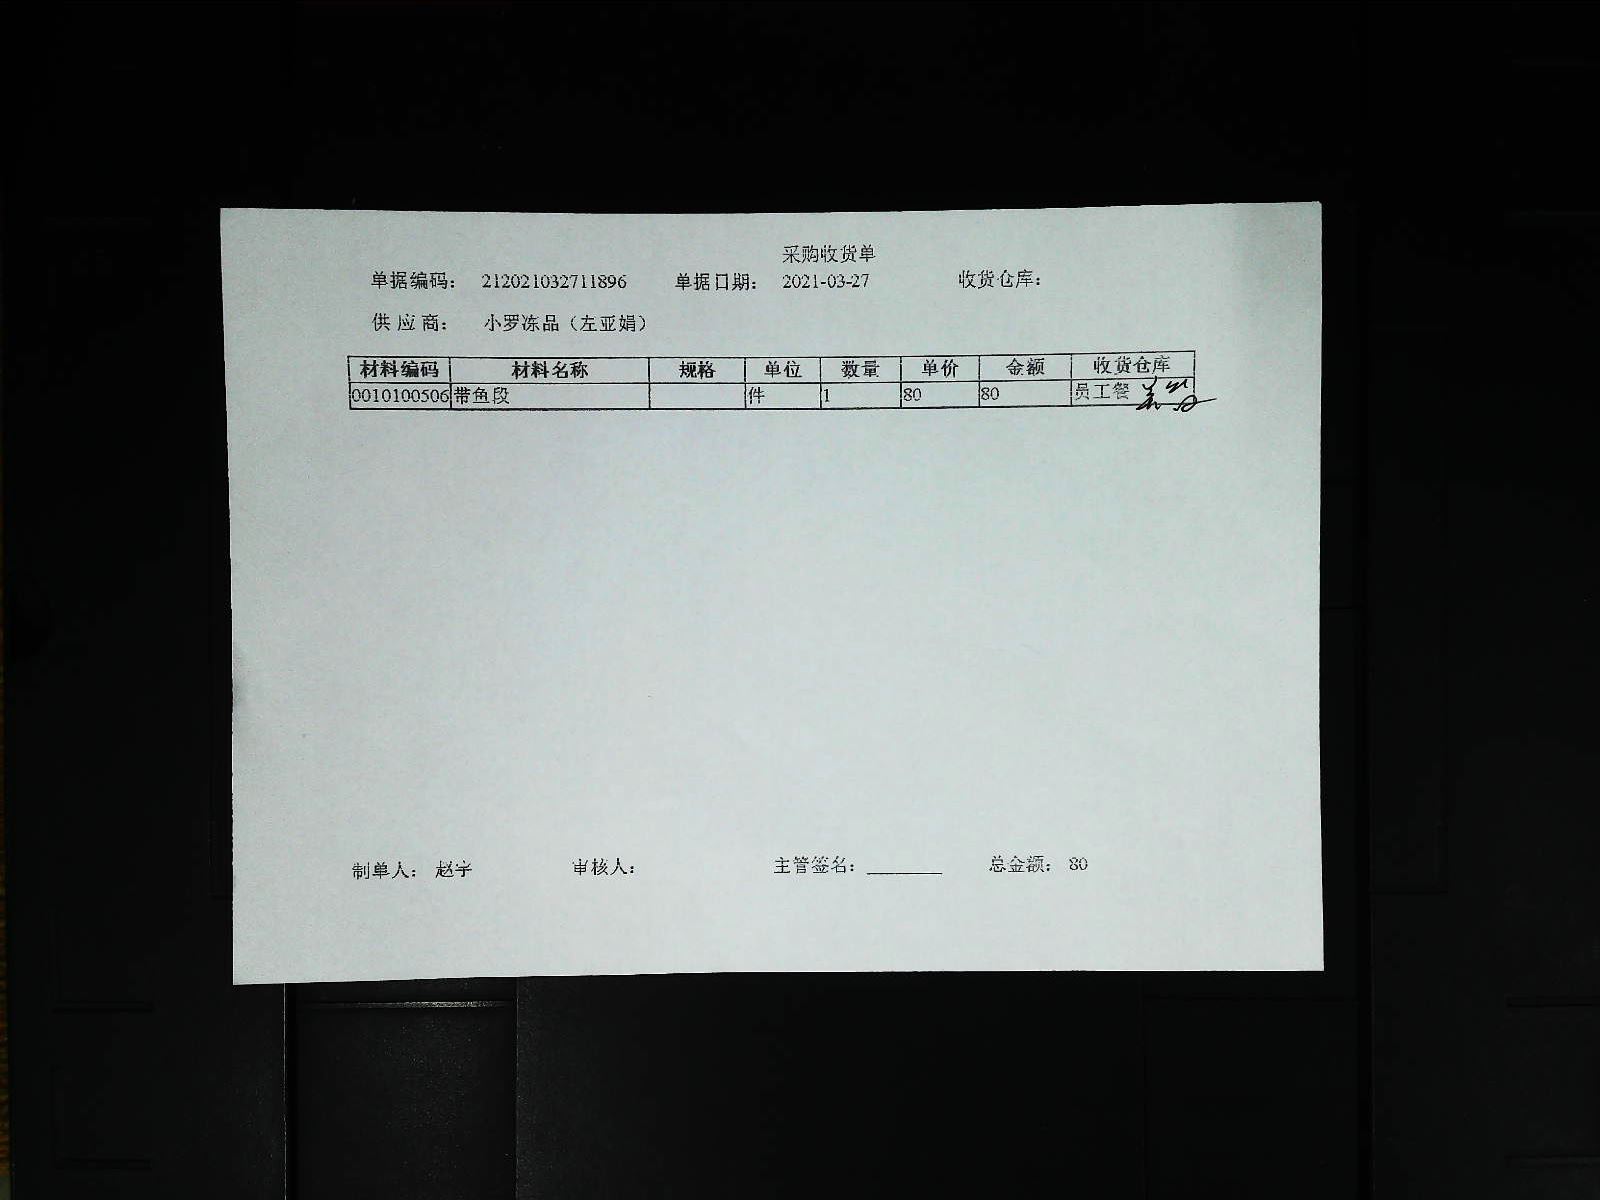 采购收货单
单据编码： 212021032711896 单据日期： 2021-03-27 收货仓库：
供应商： 小罗冻品（左亚娟）
材料编码 材料名称 规格 单位 数量 单价 金额 收货仓库
0010100506 带鱼段 件 1 80 80 员工餐
制单人： 赵宇 审核人： 主管签名： 总金额： 80